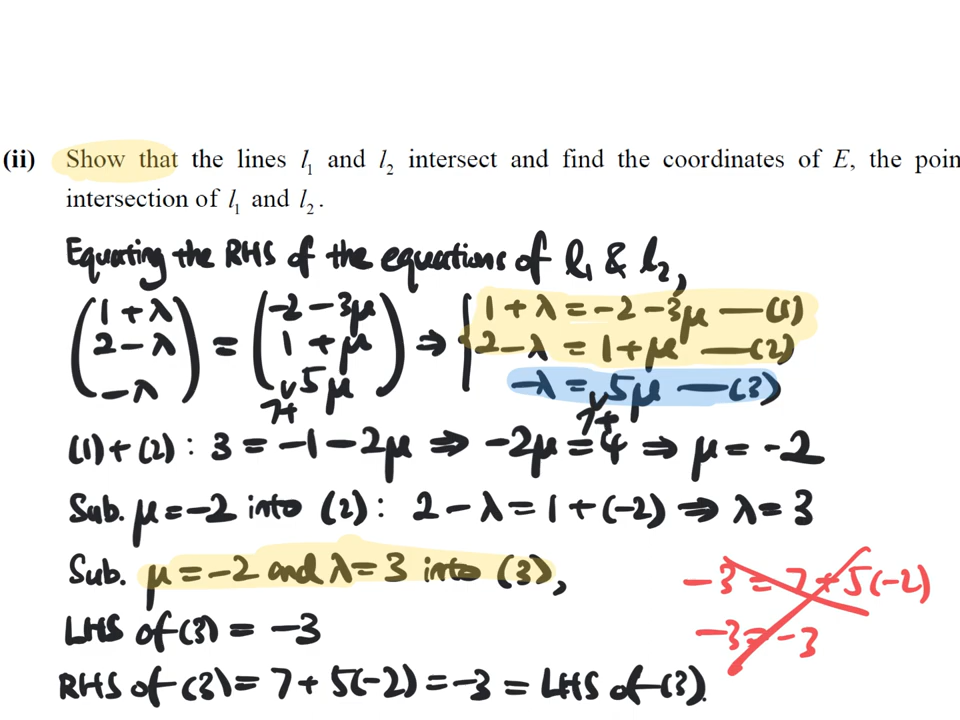 (ii) Show that the lines l₁ and l₂ intersect and find the coordinates of E, the poin
intersection of l₁ and l₂.
Equating the RHS of the equations of l₁ & l₂,
(1 + λ) = (-2 - 3μ) ⇒ { 1 + λ = -2 - 3μ — (1)
(2 - λ) (1 + μ) 2 - λ = 1 + μ — (2)
(-λ) (7+ 5μ) -λ = 7+ 5μ — (3)
(1) + (2) : 3 = -1 - 2μ ⇒ -2μ = 4 ⇒ μ = -2
Sub. μ = -2 into (2) : 2 - λ = 1 + (-2) ⇒ λ = 3
Sub. μ = -2 and λ = 3 into (3),
-3 = 7 + 5(-2)
LHS of (3) = -3
-3 = -3
RHS of (3) = 7 + 5(-2) = -3 = LHS of (3).